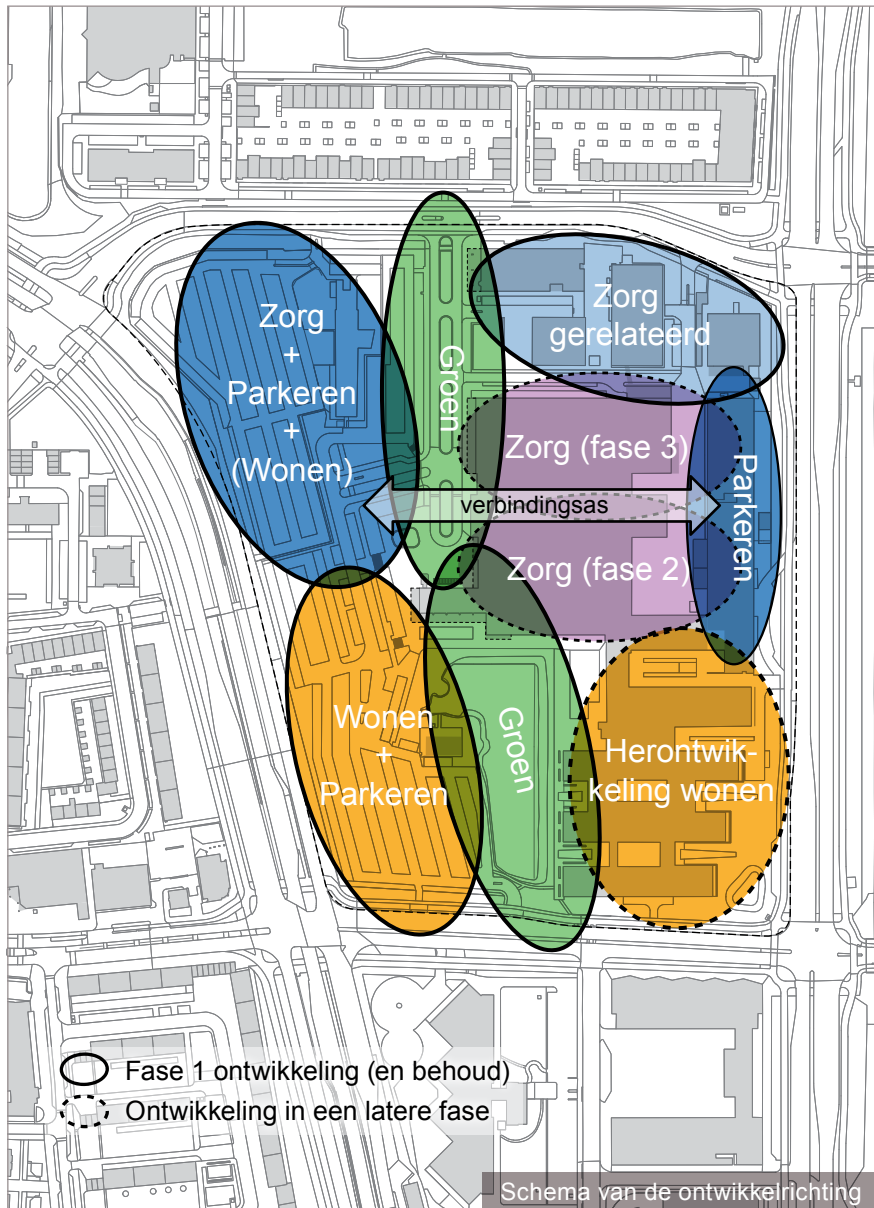 Zorg
+
Parkeren
+
(Wonen)
Groen
Zorg
gerelateerd
Zorg (fase 3)
Parkeren
verbindingsas
Zorg (fase 2)
Wonen
+
Parkeren
Groen
Herontwik-
keling wonen
Fase 1 ontwikkeling (en behoud)
Ontwikkeling in een latere fase
Schema van de ontwikkelrichting